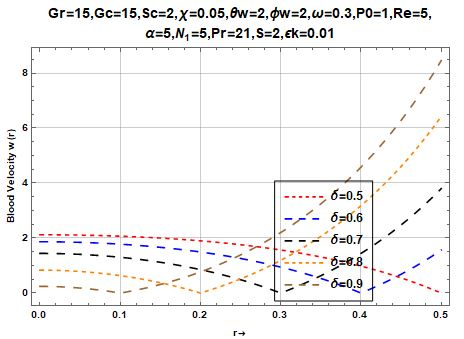 Gr=15,Gc=15,Sc=2,χ=0.05,θw=2,ϕw=2,ω=0.3,P0=1,Re=5,
α=5,N₁=5,Pr=21,S=2,ϵk=0.01
Blood Velocity w(r)
8
6
4
2
0
δ=0.5
δ=0.6
δ=0.7
δ=0.8
δ=0.9
0.0 0.1 0.2 0.3 0.4 0.5
r→